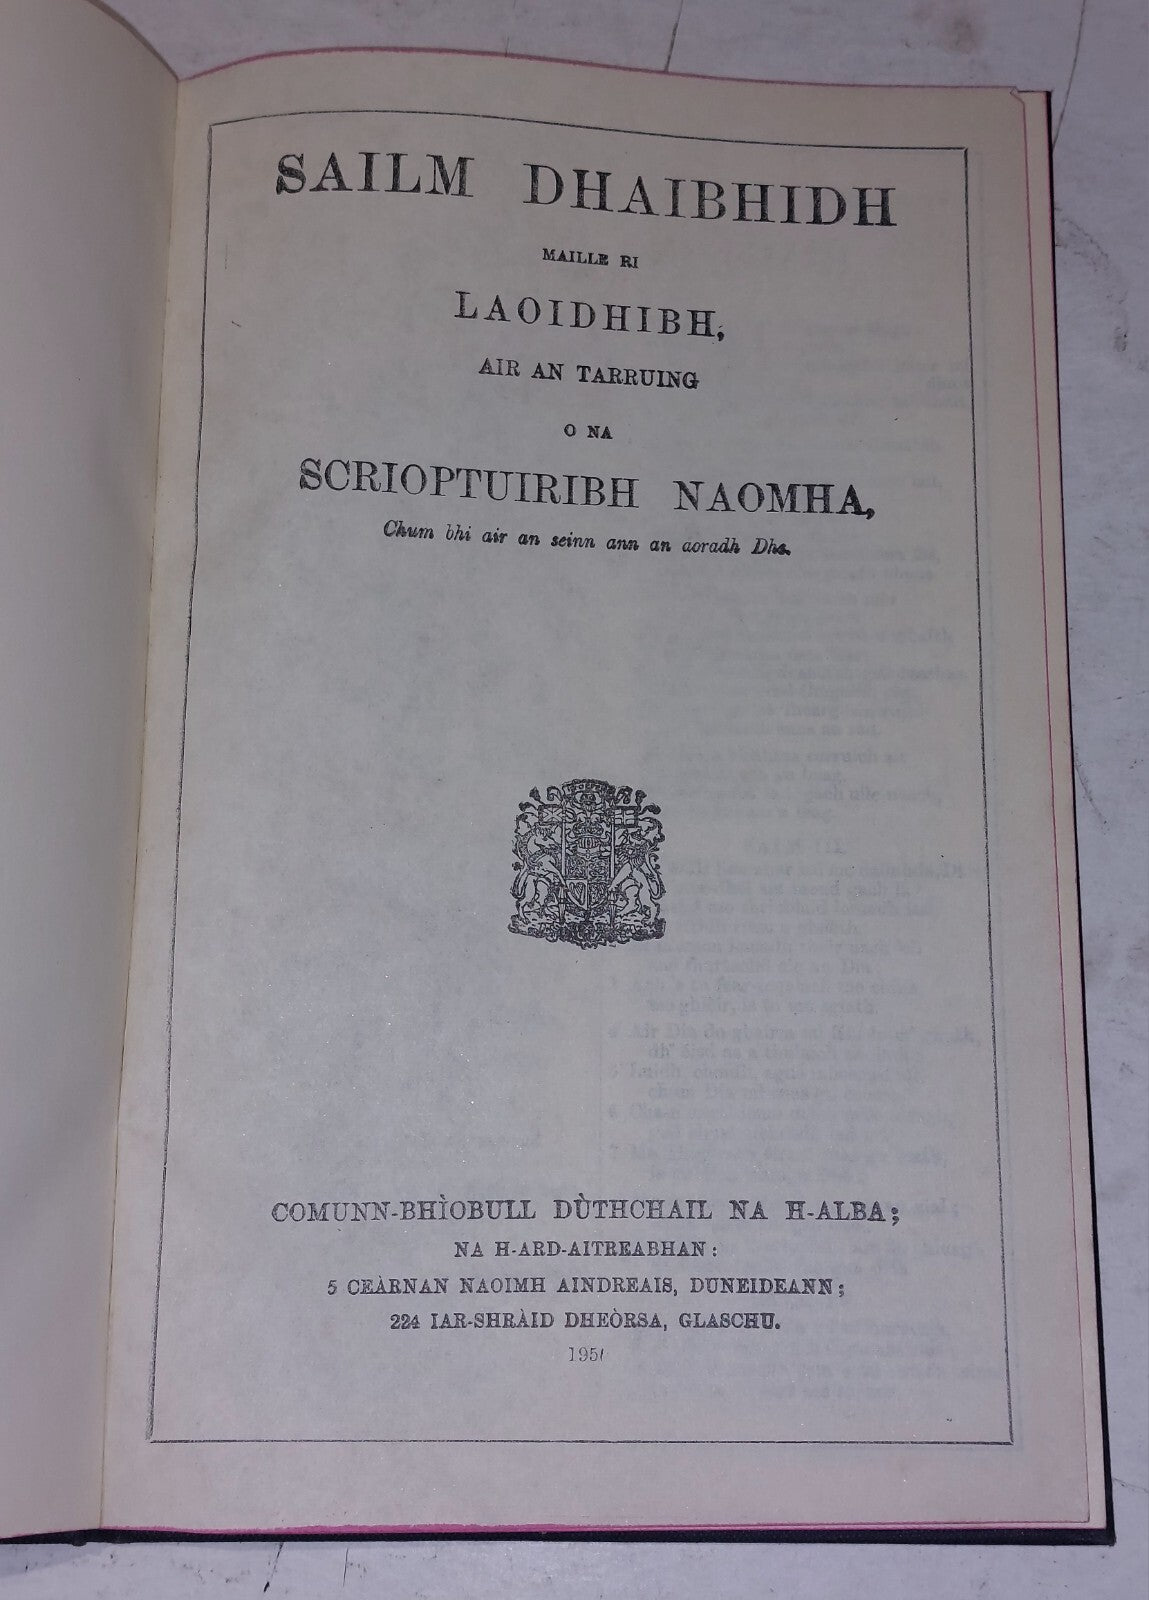 SAILM DHAIBHIDH
MAILLE RI
LAOIDHIBH,
AIR AN TARRUING
O NA
SCRIOPTUIRIBH NAOMHA,
Chum bhi air an seinn ann an aoradh Dhe.
COMUNN-BHÌOBULL DÙTHCHAIL NA H-ALBA;
NA H-ARD-AITREABHAN:
5 CEÀRNAN NAOIMH AINDREAIS, DUNEIDEANN;
224 IAR-SHRÀID DHEÒRSA, GLASCHU.